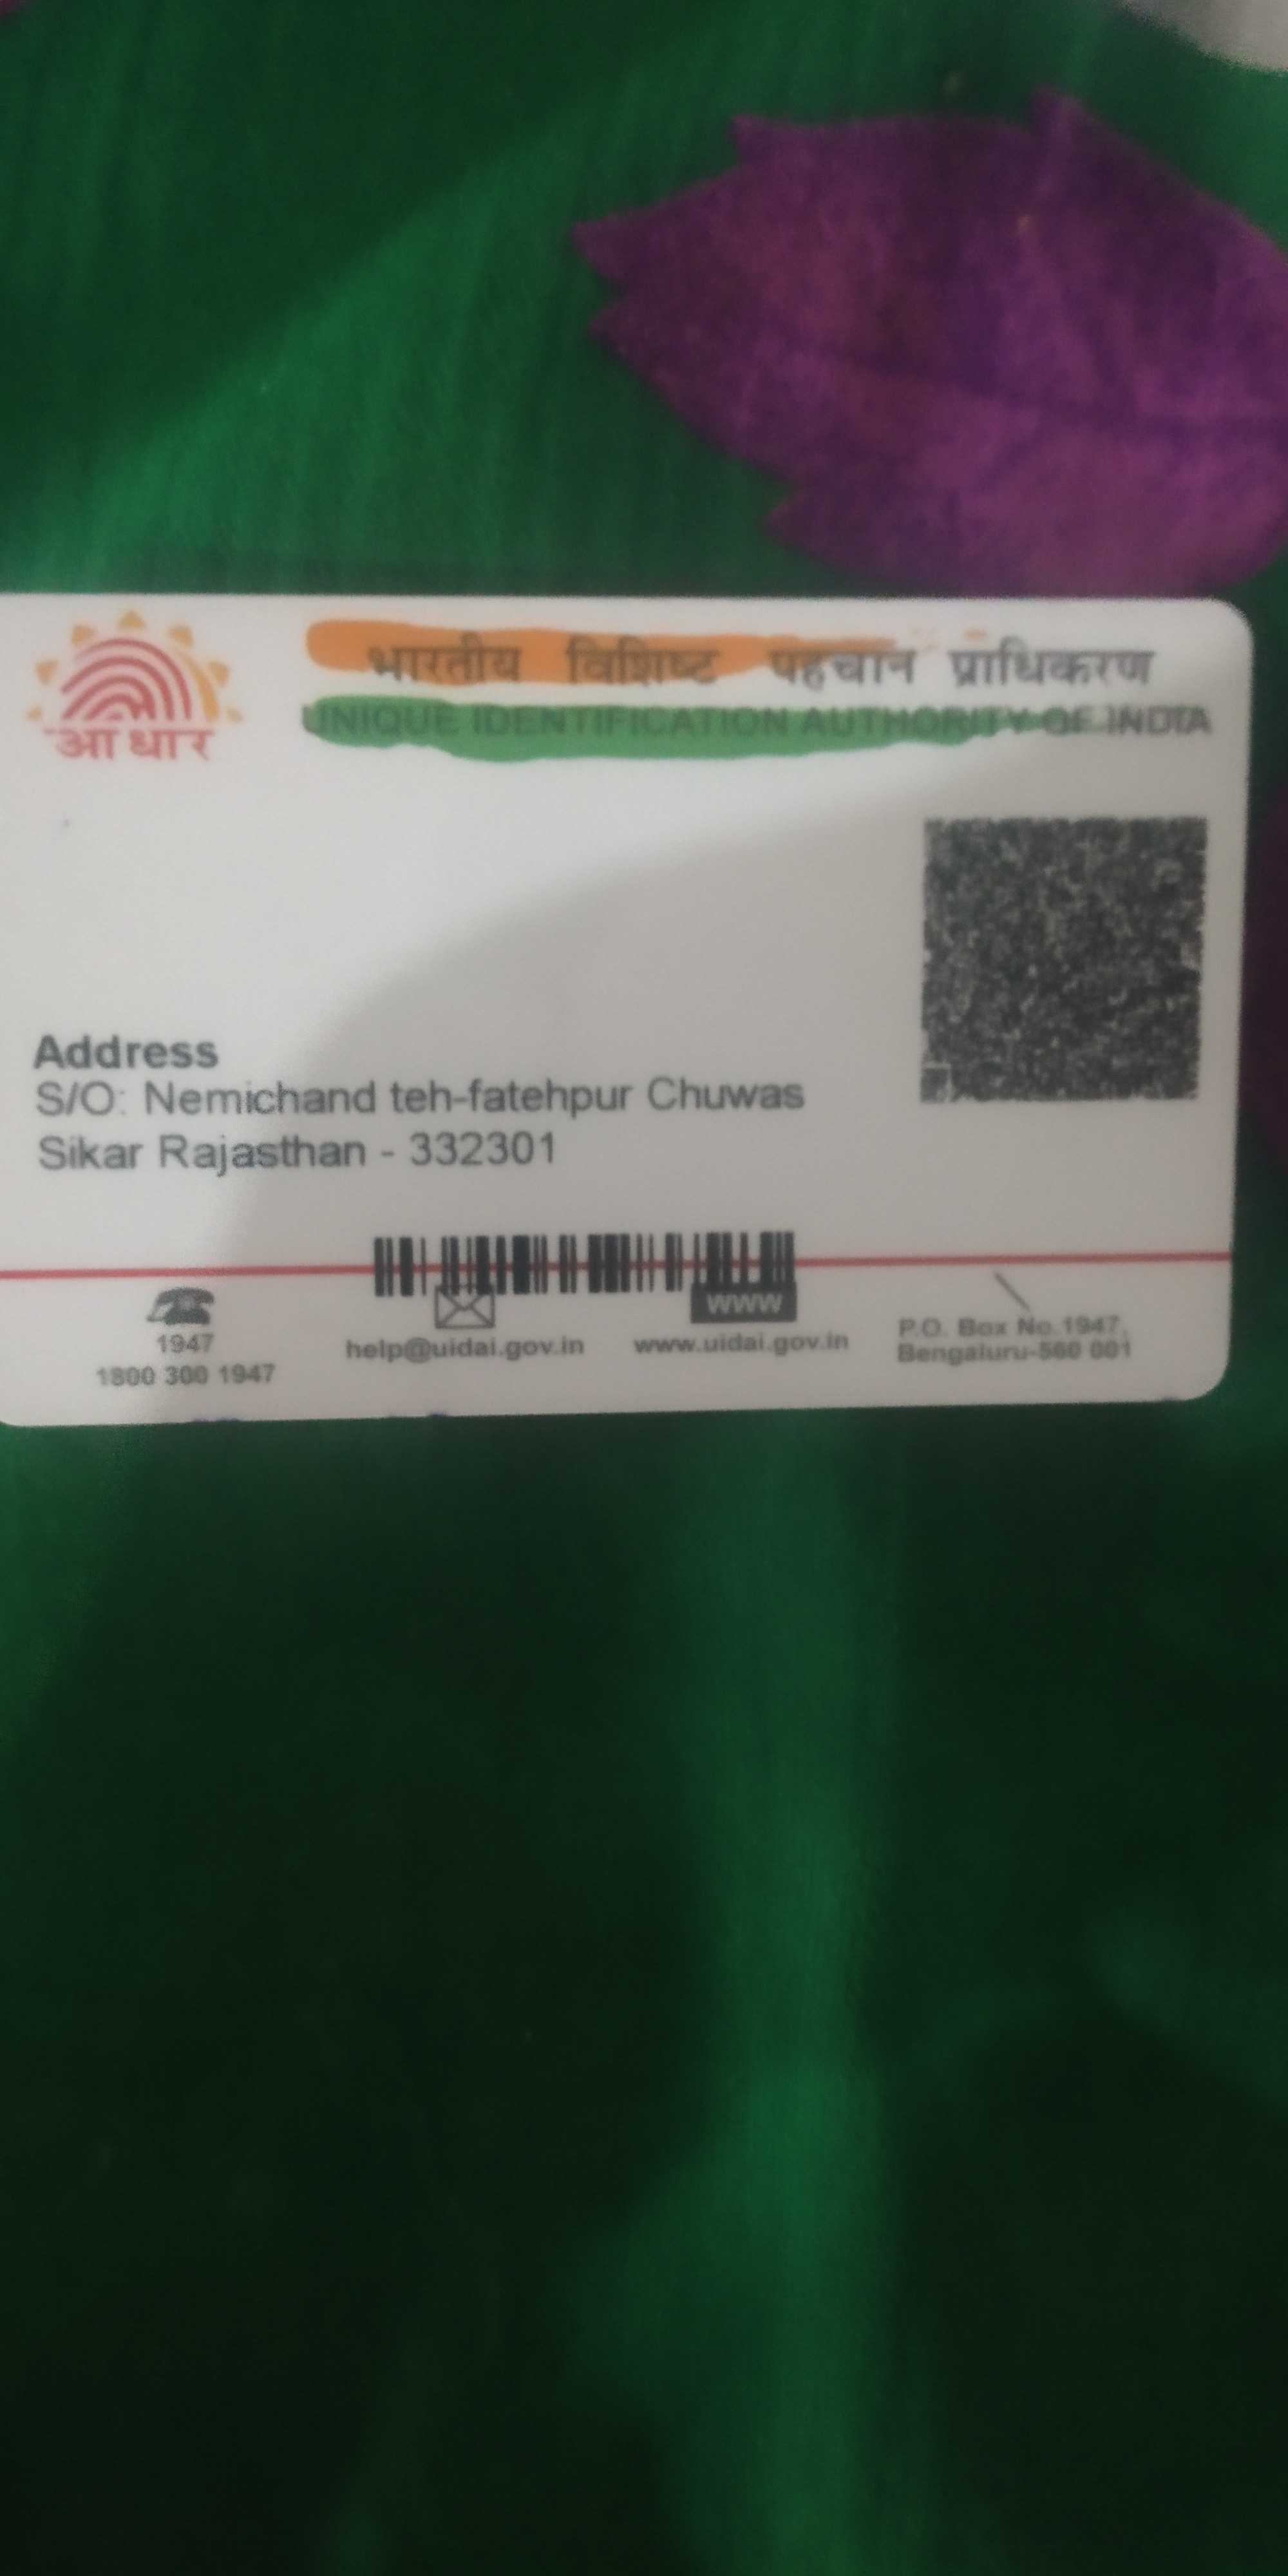 आधार
भारतीय विशिष्ट पहचान प्राधिकरण
UNIQUE IDENTIFICATION AUTHORITY OF INDIA
Address
S/O: Nemichand teh-fatehpur Chuwas
Sikar Rajasthan - 332301
1947
1800 300 1947
help@uidai.gov.in
www
www.uidai.gov.in
P.O. Box No.1947,
Bengaluru-560 001